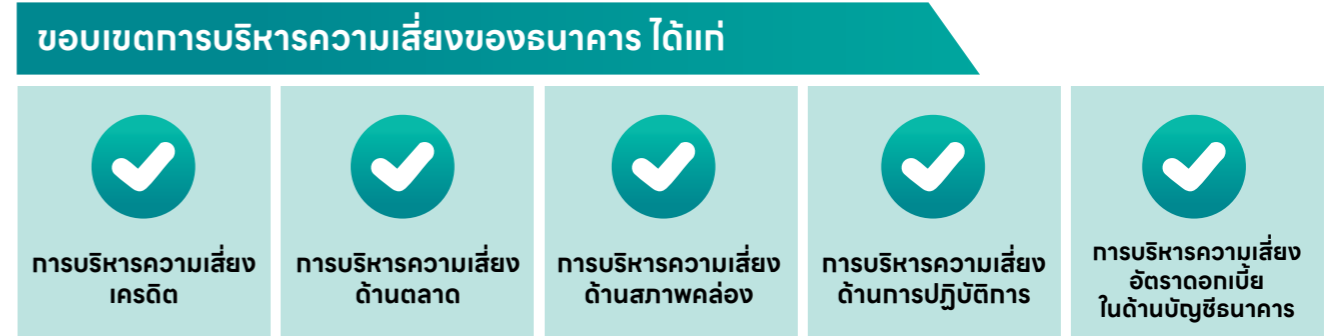 ขอบเขตการบริหารความเสี่ยงของธนาคาร ได้แก่
การบริหารความเสี่ยง
เครดิต
การบริหารความเสี่ยง
ด้านตลาด
การบริหารความเสี่ยง
ด้านสภาพคล่อง
การบริหารความเสี่ยง
ด้านการปฏิบัติการ
การบริหารความเสี่ยง
อัตราดอกเบี้ย
ในด้านบัญชีธนาคาร